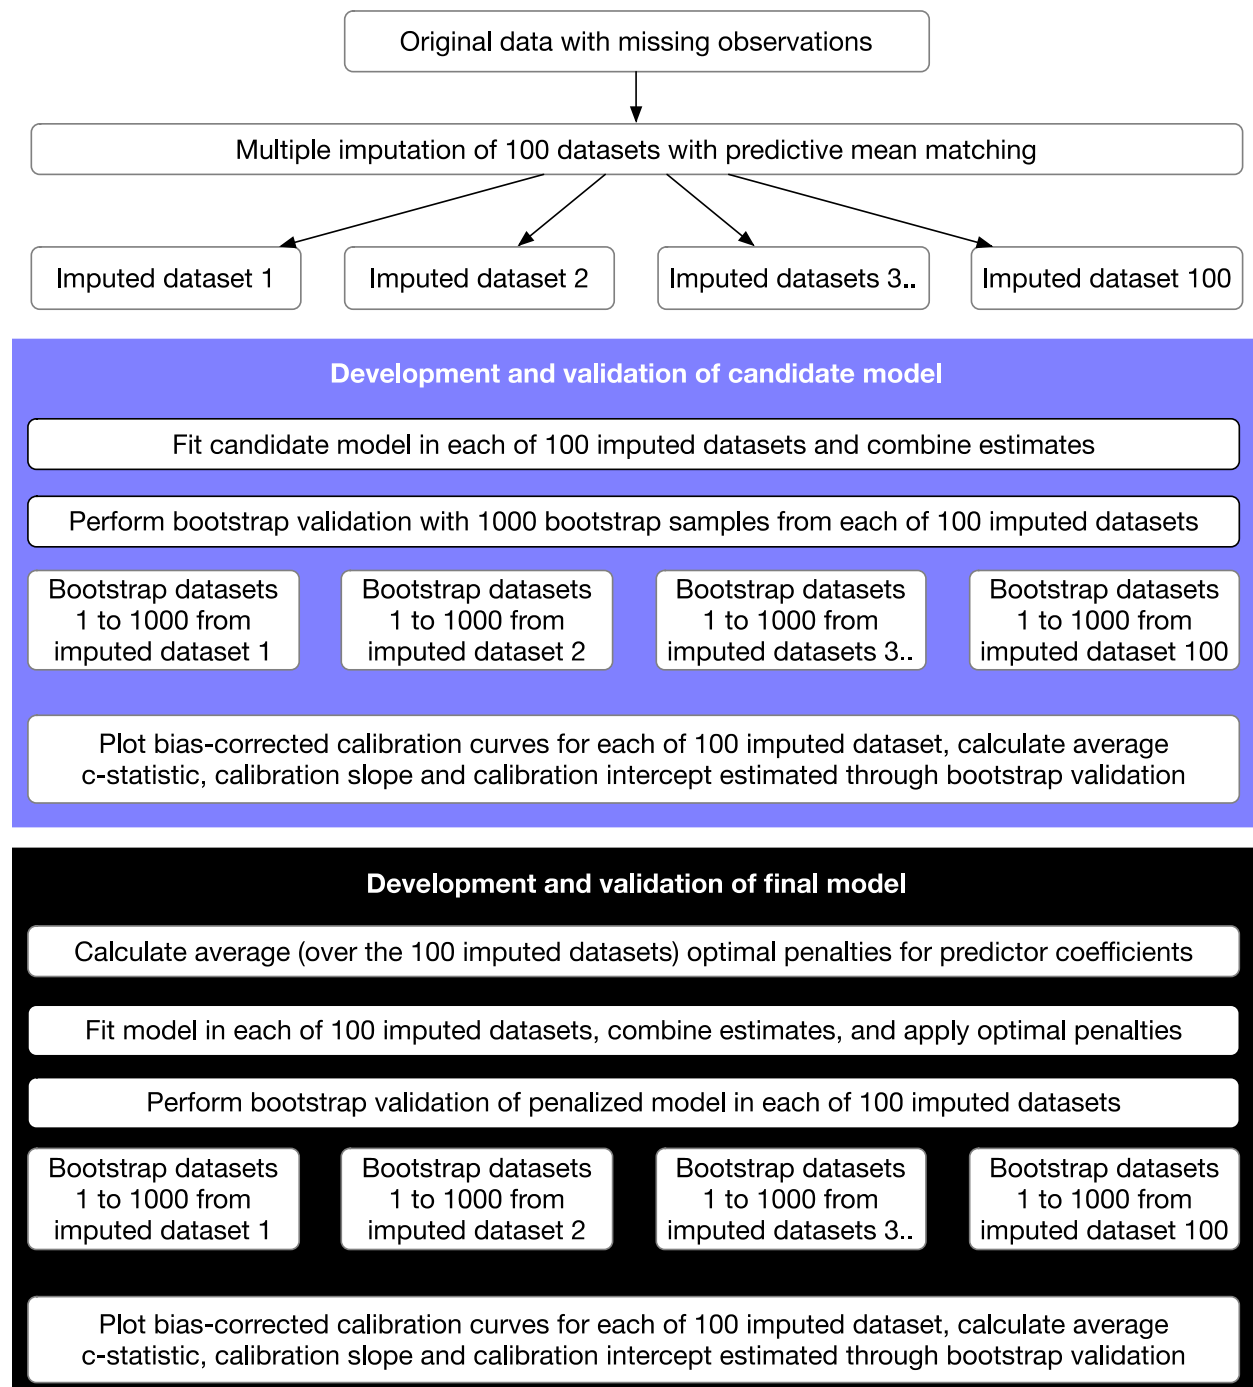 Original data with missing observations
Multiple imputation of 100 datasets with predictive mean matching
Imputed dataset 1
Imputed dataset 2
Imputed datasets 3..
Imputed dataset 100
Development and validation of candidate model
Fit candidate model in each of 100 imputed datasets and combine estimates
Perform bootstrap validation with 1000 bootstrap samples from each of 100 imputed datasets
Bootstrap datasets
1 to 1000 from
imputed dataset 1
Bootstrap datasets
1 to 1000 from
imputed dataset 2
Bootstrap datasets
1 to 1000 from
imputed datasets 3..
Bootstrap datasets
1 to 1000 from
imputed dataset 100
Plot bias-corrected calibration curves for each of 100 imputed dataset, calculate average
c-statistic, calibration slope and calibration intercept estimated through bootstrap validation
Development and validation of final model
Calculate average (over the 100 imputed datasets) optimal penalties for predictor coefficients
Fit model in each of 100 imputed datasets, combine estimates, and apply optimal penalties
Perform bootstrap validation of penalized model in each of 100 imputed datasets
Bootstrap datasets
1 to 1000 from
imputed dataset 1
Bootstrap datasets
1 to 1000 from
imputed dataset 2
Bootstrap datasets
1 to 1000 from
imputed datasets 3..
Bootstrap datasets
1 to 1000 from
imputed dataset 100
Plot bias-corrected calibration curves for each of 100 imputed dataset, calculate average
c-statistic, calibration slope and calibration intercept estimated through bootstrap validation